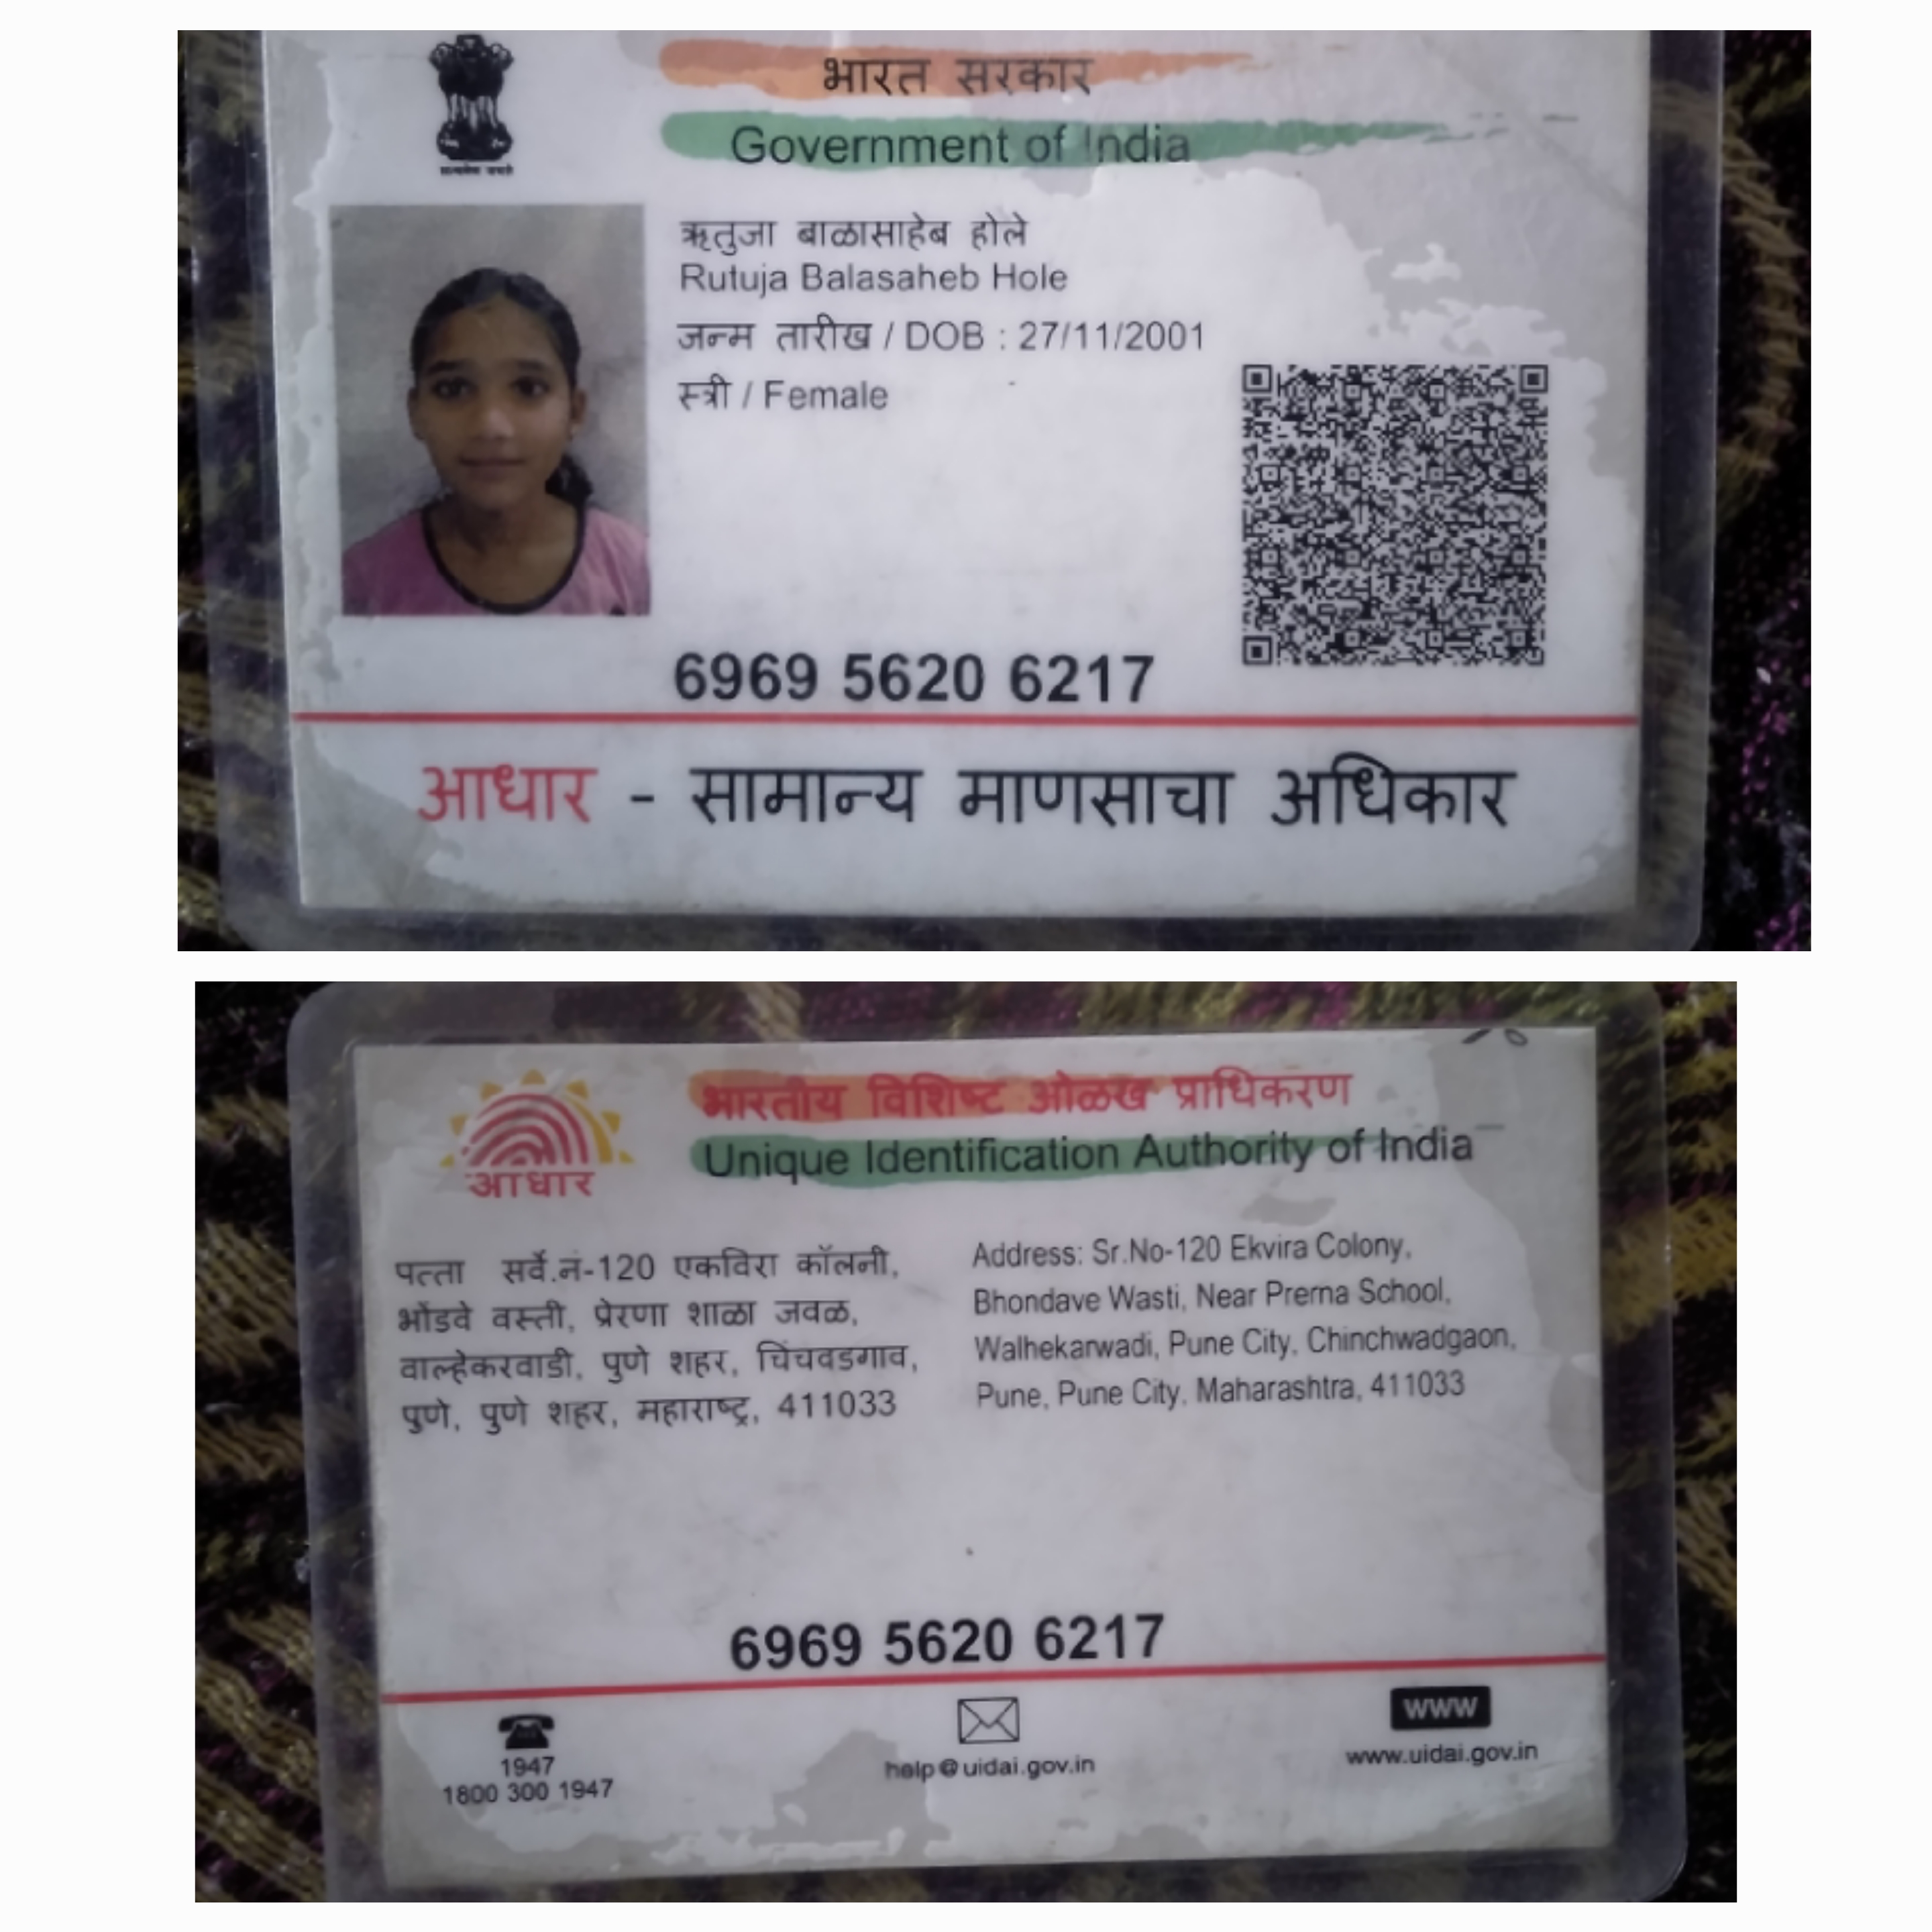 भारत सरकार
Government of India
सत्यमेव जयते
ऋतुजा बाळासाहेब होले
Rutuja Balasaheb Hole
जन्म तारीख / DOB : 27/11/2001
स्त्री / Female
6969 5620 6217
आधार - सामान्य माणसाचा अधिकार
भारतीय विशिष्ट ओळख प्राधिकरण
Unique Identification Authority of India
आधार
पत्ता सर्वे.नं-120 एकविरा कॉलनी,
भोंडवे वस्ती, प्रेरणा शाळा जवळ,
वाल्हेकरवाडी, पुणे शहर, चिंचवडगाव,
पुणे, पुणे शहर, महाराष्ट्र, 411033
Address: Sr.No-120 Ekvira Colony,
Bhondave Wasti, Near Prerna School,
Walhekarwadi, Pune City, Chinchwadgaon,
Pune, Pune City, Maharashtra, 411033
6969 5620 6217
1947
1800 300 1947
help@uidai.gov.in
www
www.uidai.gov.in